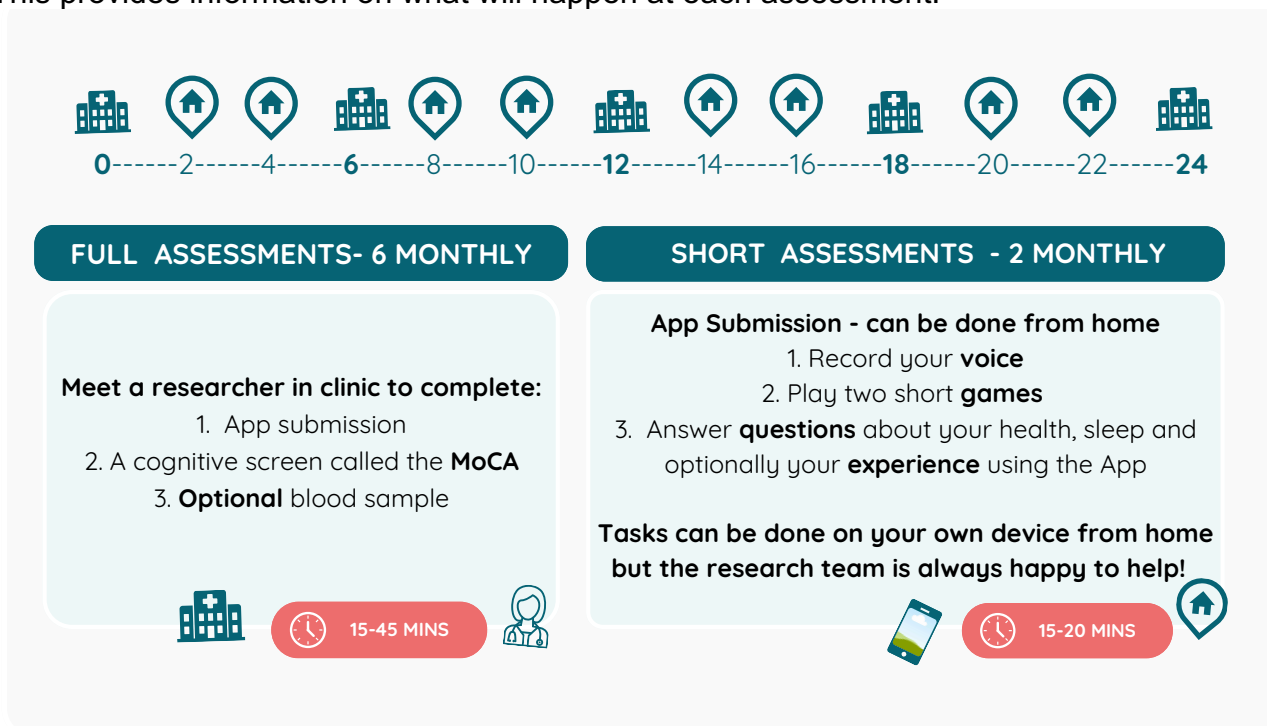 This provides information on what will happen at each assessment.
0------2------4------6------8------10------12------14------16------18------20------22------24
FULL ASSESSMENTS- 6 MONTHLY
Meet a researcher in clinic to complete:
1. App submission
2. A cognitive screen called the MoCA
3. Optional blood sample
15-45 MINS
SHORT ASSESSMENTS - 2 MONTHLY
App Submission - can be done from home
1. Record your voice
2. Play two short games
3. Answer questions about your health, sleep and
optionally your experience using the App
Tasks can be done on your own device from home
but the research team is always happy to help!
15-20 MINS